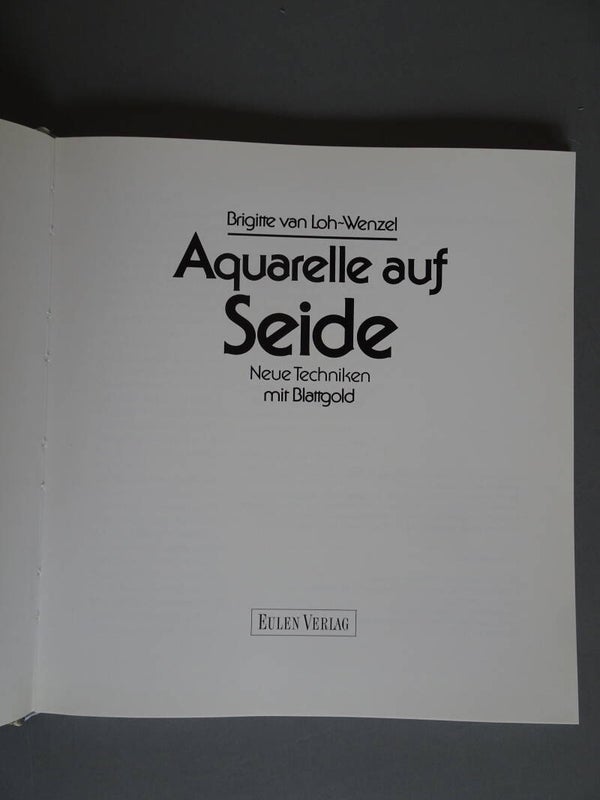 Brigitte van Loh-Wenzel
Aquarelle auf
Seide
Neue Techniken
mit Blattgold
EULEN VERLAG